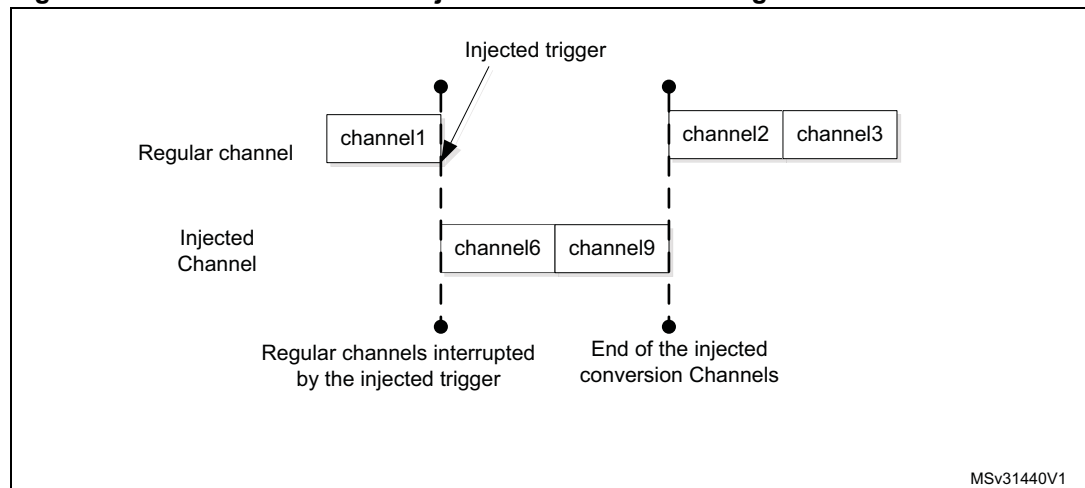 Injected trigger
channel1
channel2
channel3
Regular channel
Injected
Channel
channel6
channel9
Regular channels interrupted
by the injected trigger
End of the injected
conversion Channels
MSv31440V1